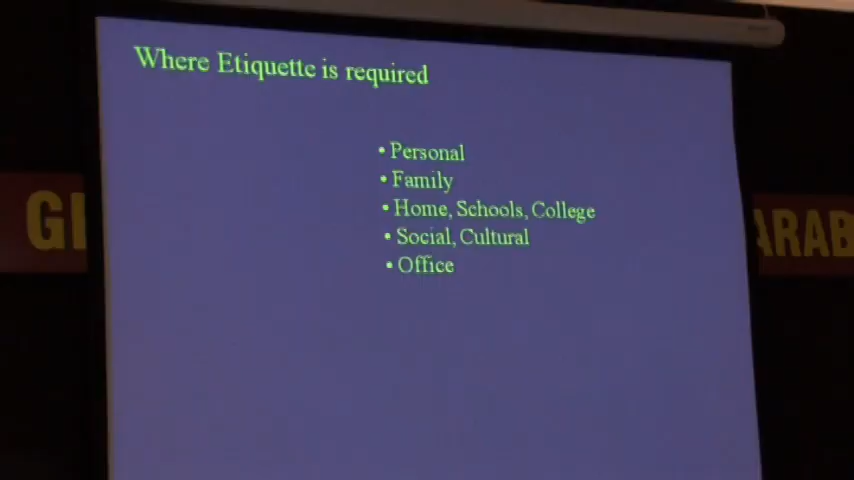 Where Etiquette is required
• Personal
• Family
• Home, Schools, College
• Social, Cultural
• Office